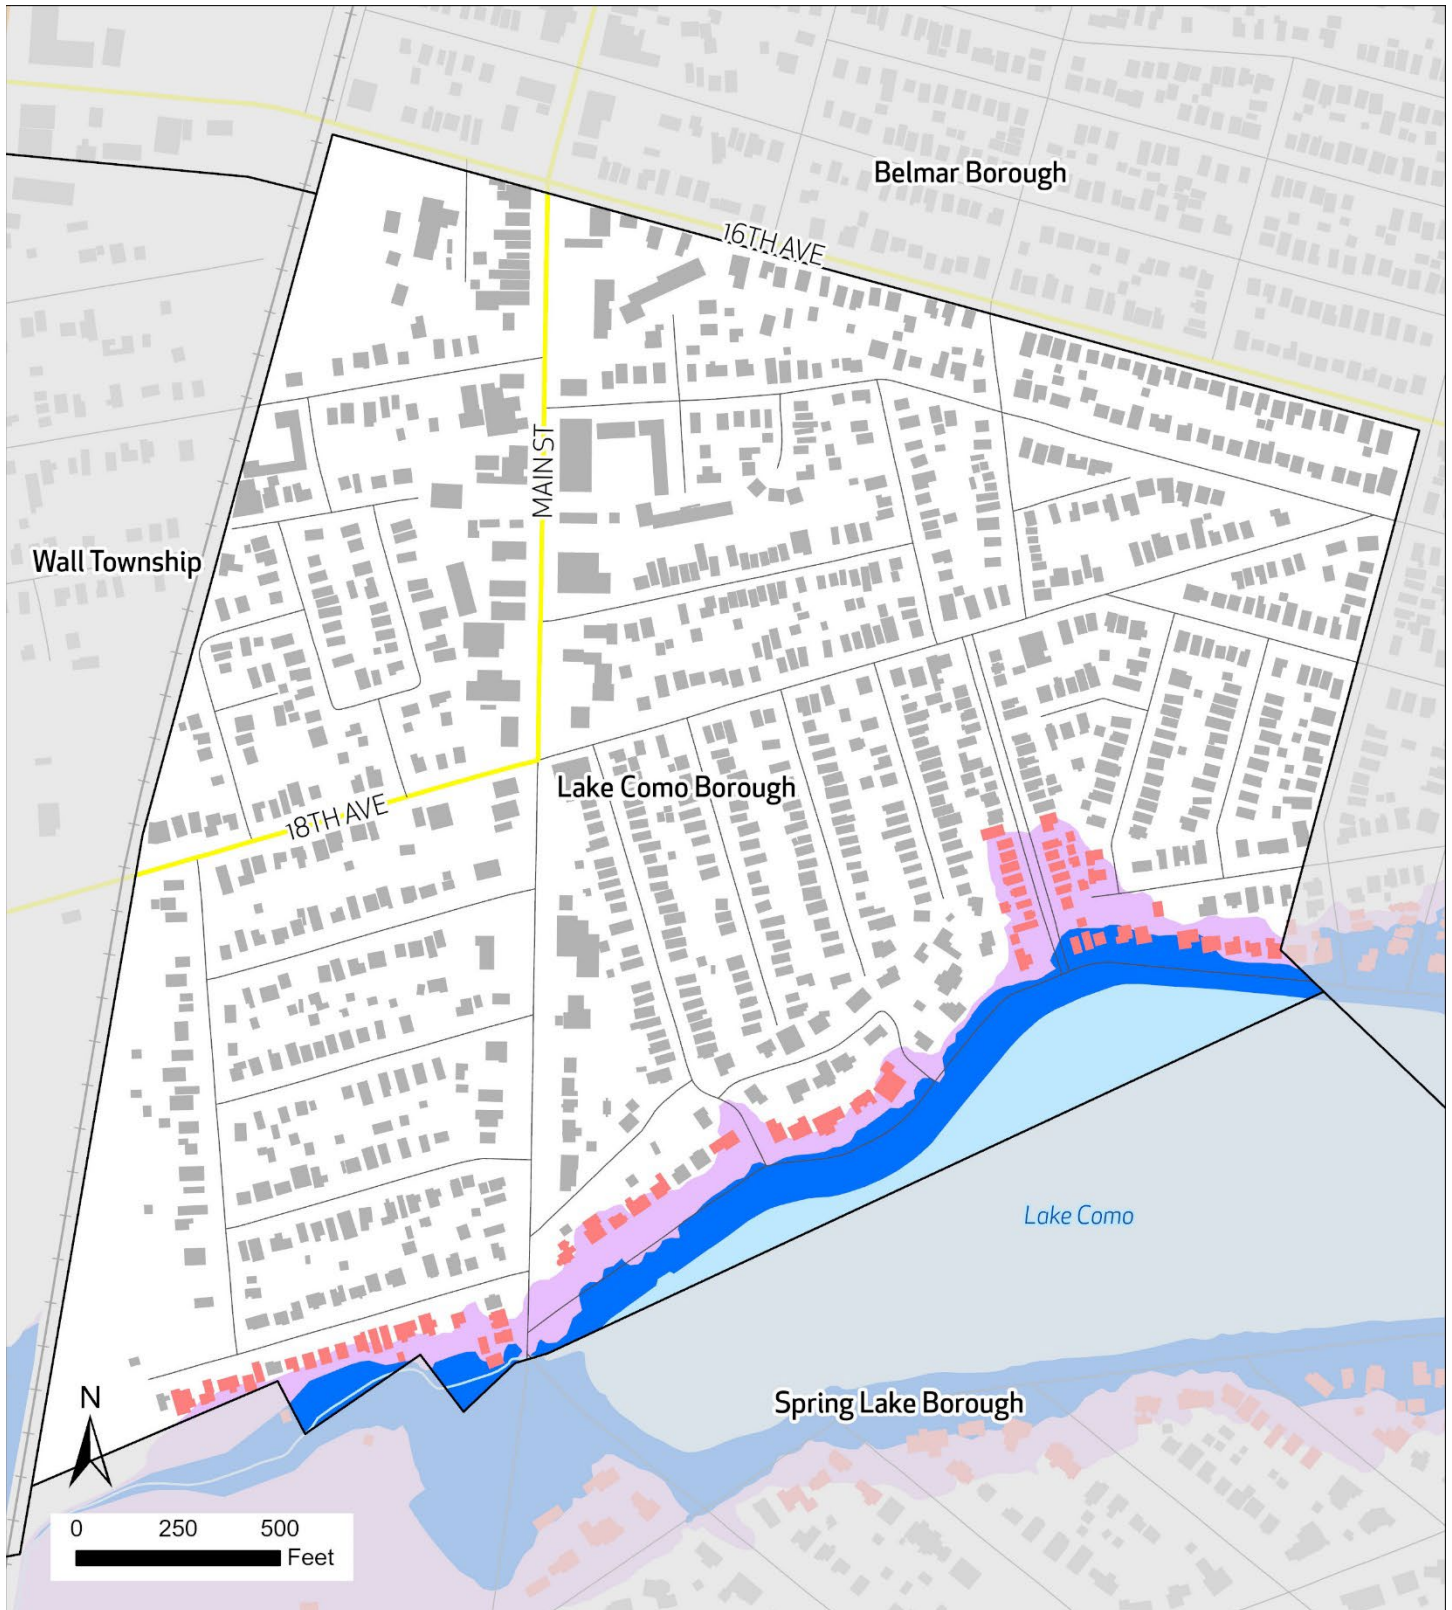 Belmar Borough
16TH AVE
MAIN ST
Wall Township
Lake Como Borough
18TH AVE
Lake Como
N
Spring Lake Borough
0 250 500
Feet